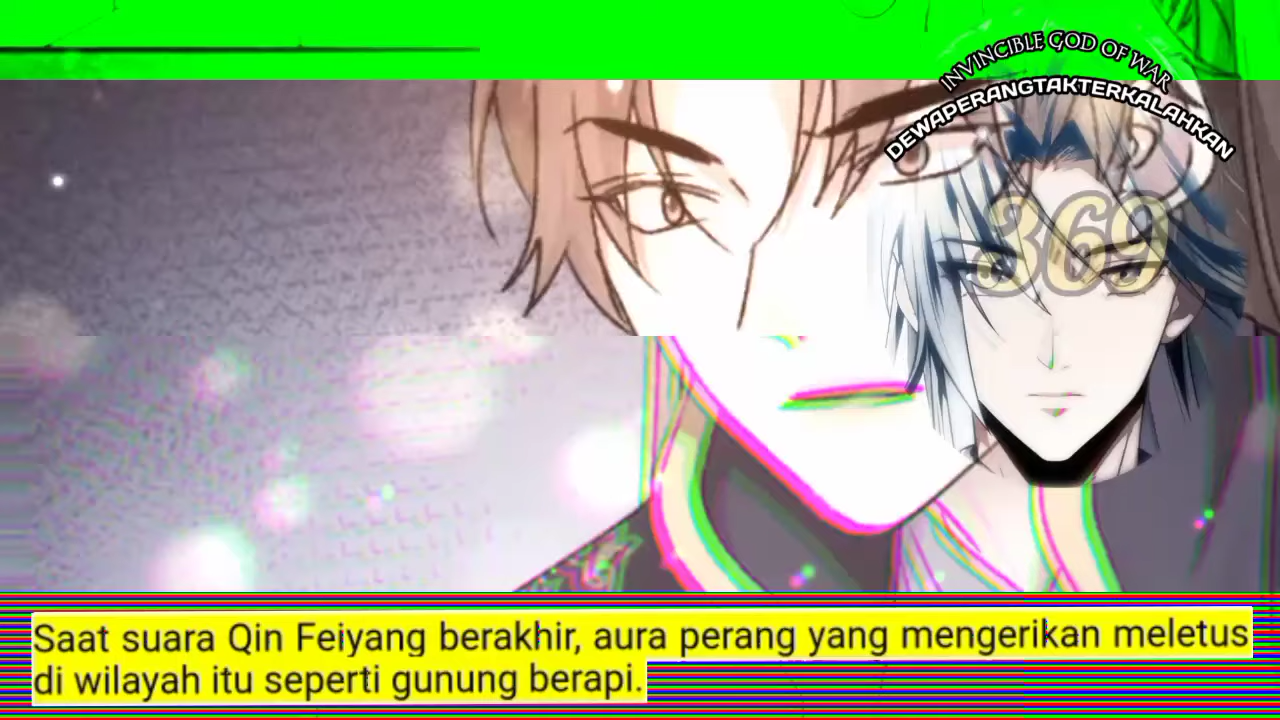 INVINCIBLE GOD OF WAR
DEWAPERANGTAKTERKALAHKAN
369
Saat suara Qin Feiyang berakhir, aura perang yang mengerikan meletus
di wilayah itu seperti gunung berapi.